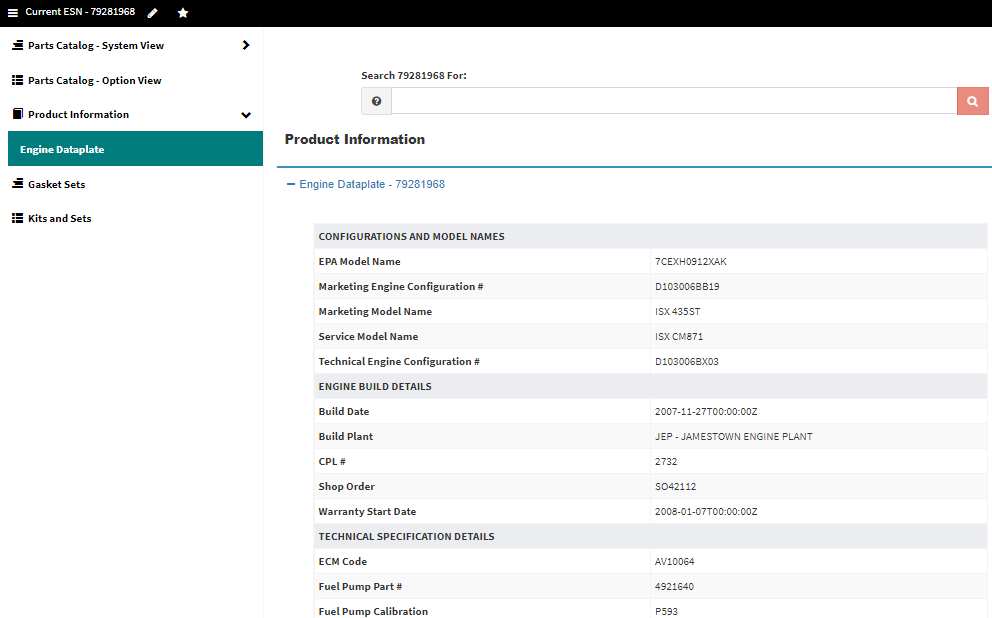 Current ESN - 79281968
Parts Catalog - System View
Parts Catalog - Option View
Product Information
Engine Dataplate
Gasket Sets
Kits and Sets
Search 79281968 For:
Product Information
Engine Dataplate - 79281968
CONFIGURATIONS AND MODEL NAMES
EPA Model Name 7CEXH0912XAK
Marketing Engine Configuration # D103006BB19
Marketing Model Name ISX 435ST
Service Model Name ISX CM871
Technical Engine Configuration # D103006BX03
ENGINE BUILD DETAILS
Build Date 2007-11-27T00:00:00Z
Build Plant JEP - JAMESTOWN ENGINE PLANT
CPL # 2732
Shop Order SO42112
Warranty Start Date 2008-01-07T00:00:00Z
TECHNICAL SPECIFICATION DETAILS
ECM Code AV10064
Fuel Pump Part # 4921640
Fuel Pump Calibration P593